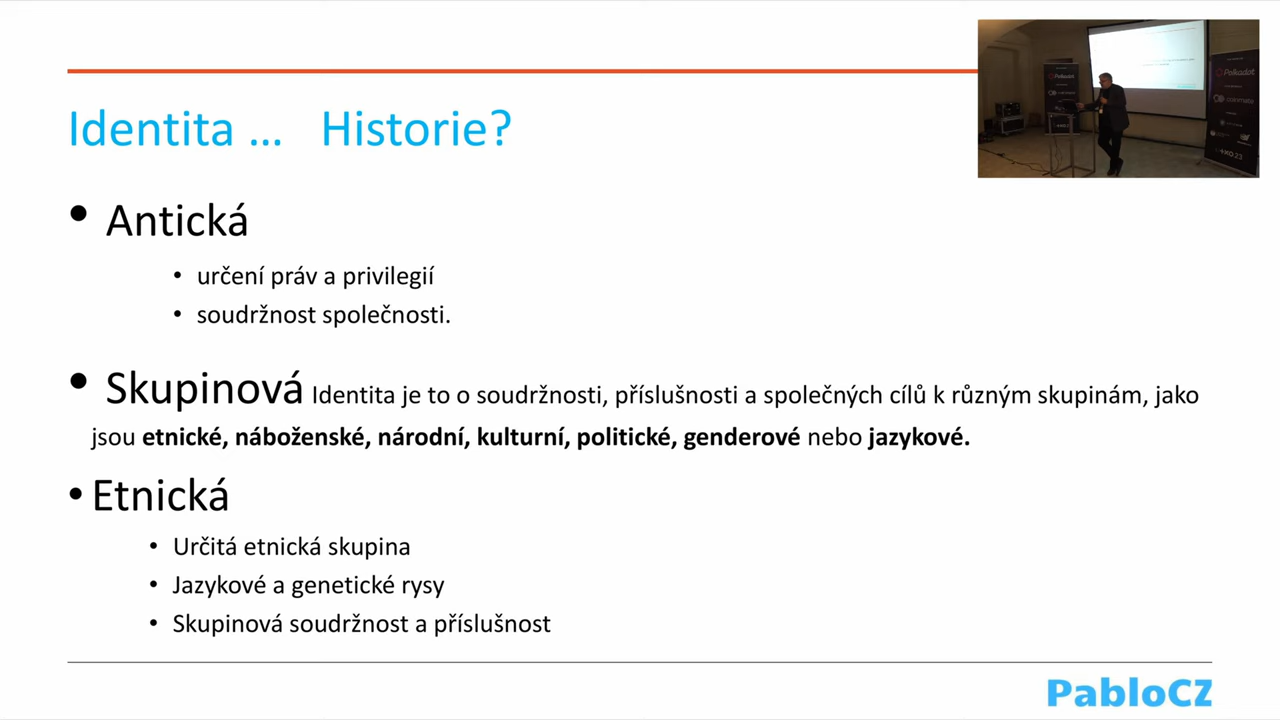 Identita ... Historie?
• Antická
• určení práv a privilegií
• soudržnost společnosti.
• Skupinová Identita je to o soudržnosti, příslušnosti a společných cílů k různým skupinám, jako
jsou etnické, náboženské, národní, kulturní, politické, genderové nebo jazykové.
• Etnická
• Určitá etnická skupina
• Jazykové a genetické rysy
• Skupinová soudržnost a příslušnost
PabloCZ
Polkadot
coinmate